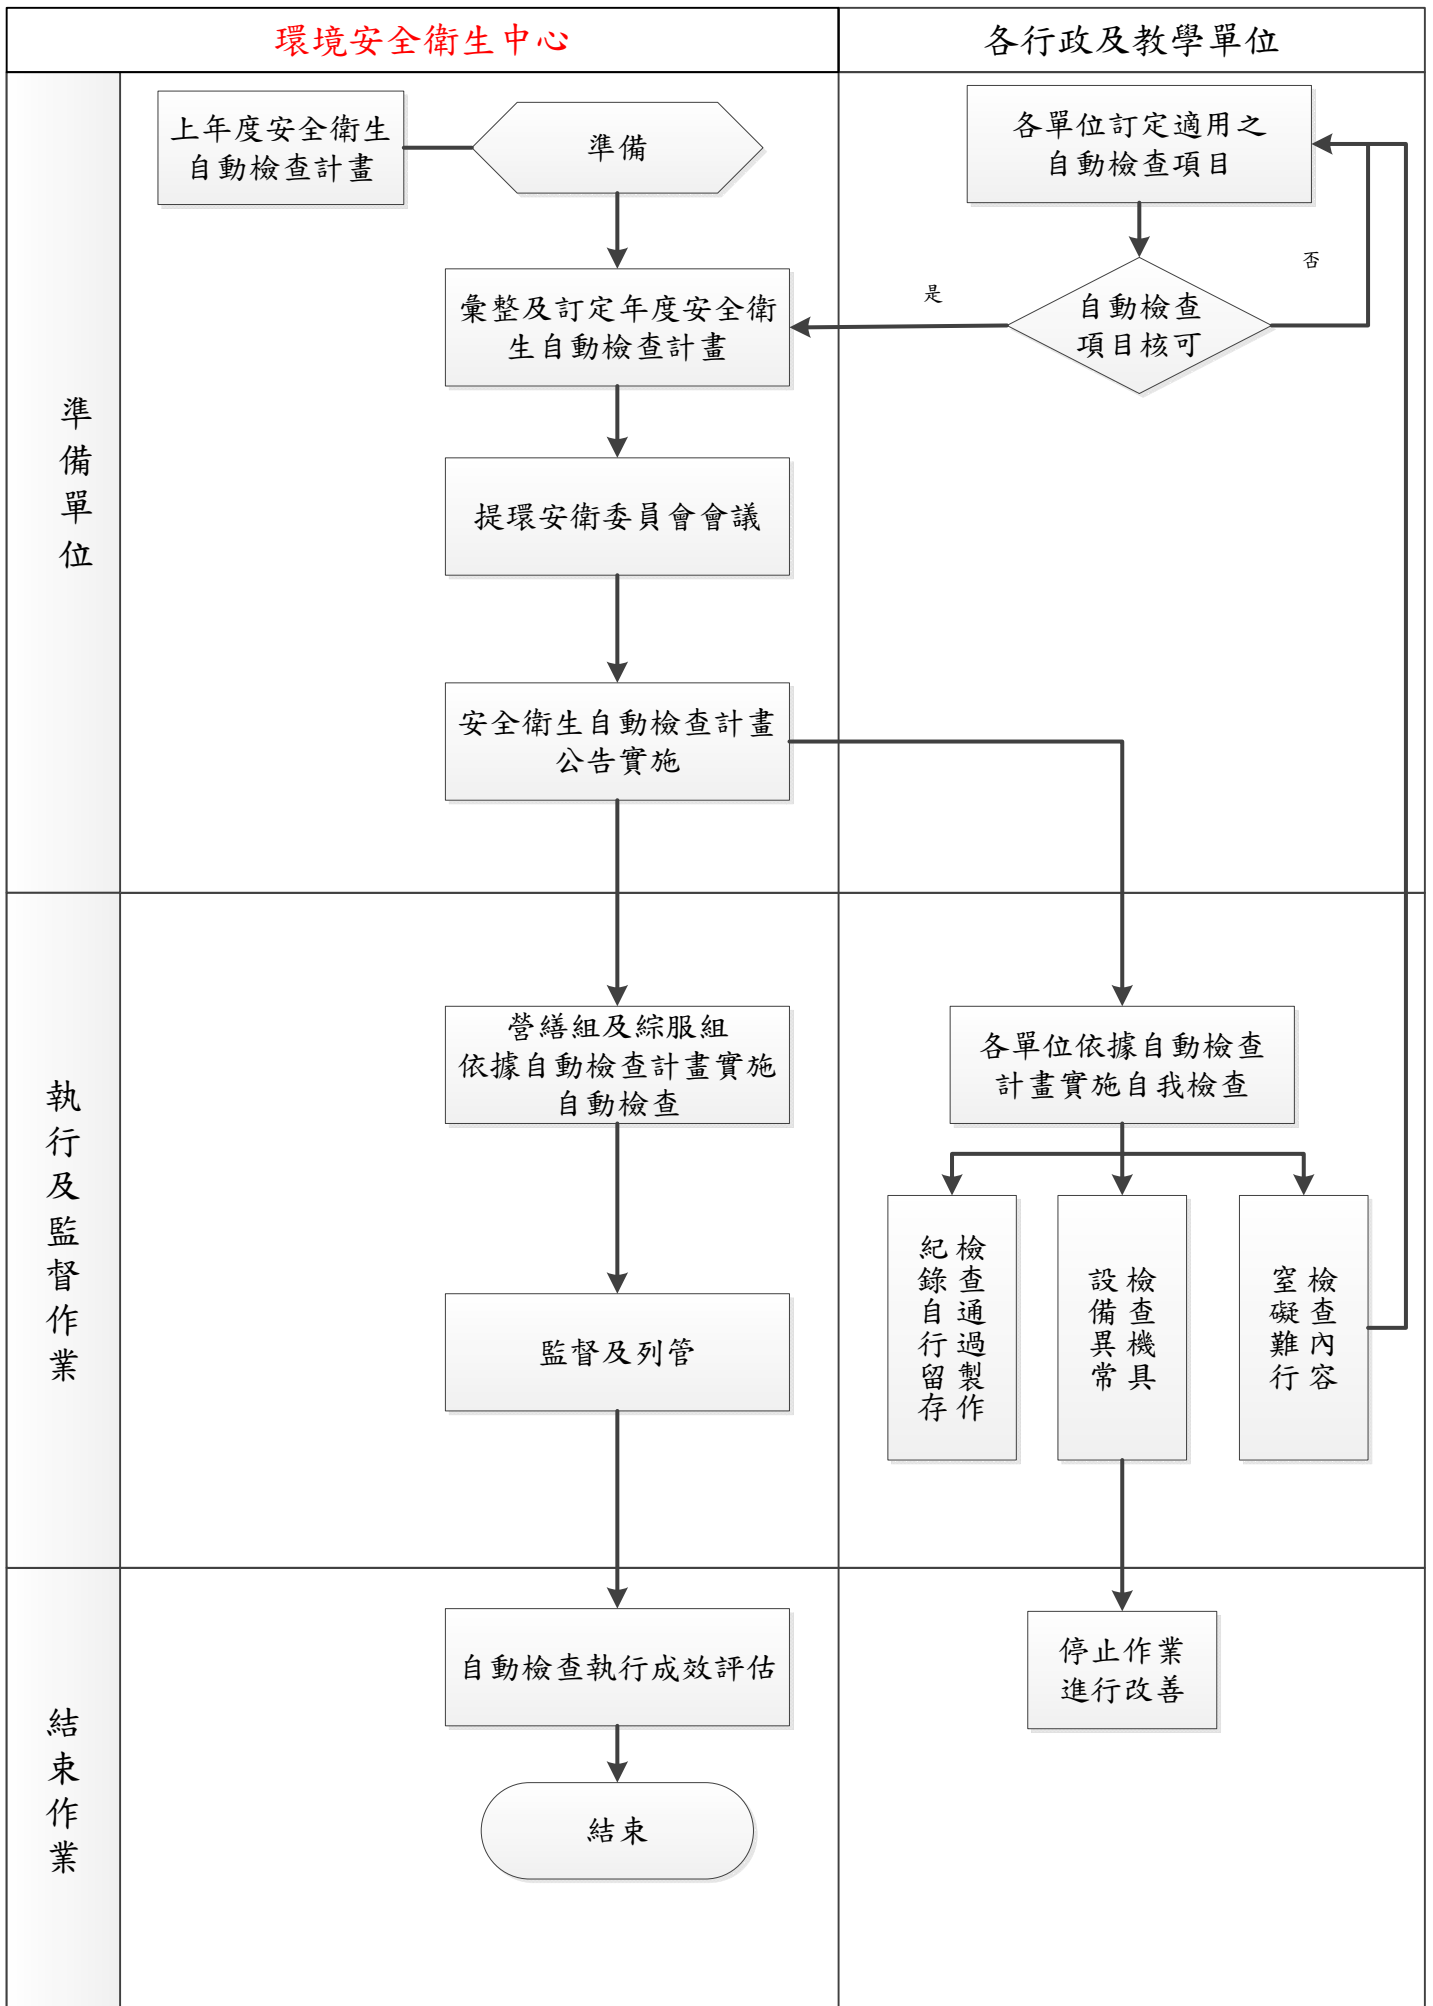 環境安全衛生中心
各行政及教學單位
準備單位
上年度安全衛生
自動檢查計畫
準備
各單位訂定適用之
自動檢查項目
彙整及訂定年度安全衛
生自動檢查計畫
是
自動檢查
項目核可
否
提環安衛委員會會議
安全衛生自動檢查計畫
公告實施
執行及監督作業
營繕組及綜服組
依據自動檢查計畫實施
自動檢查
各單位依據自動檢查
計畫實施自我檢查
監督及列管
檢查通過製作
紀錄自行留存
檢查機具
設備異常
檢查內容
窒礙難行
結束作業
自動檢查執行成效評估
停止作業
進行改善
結束